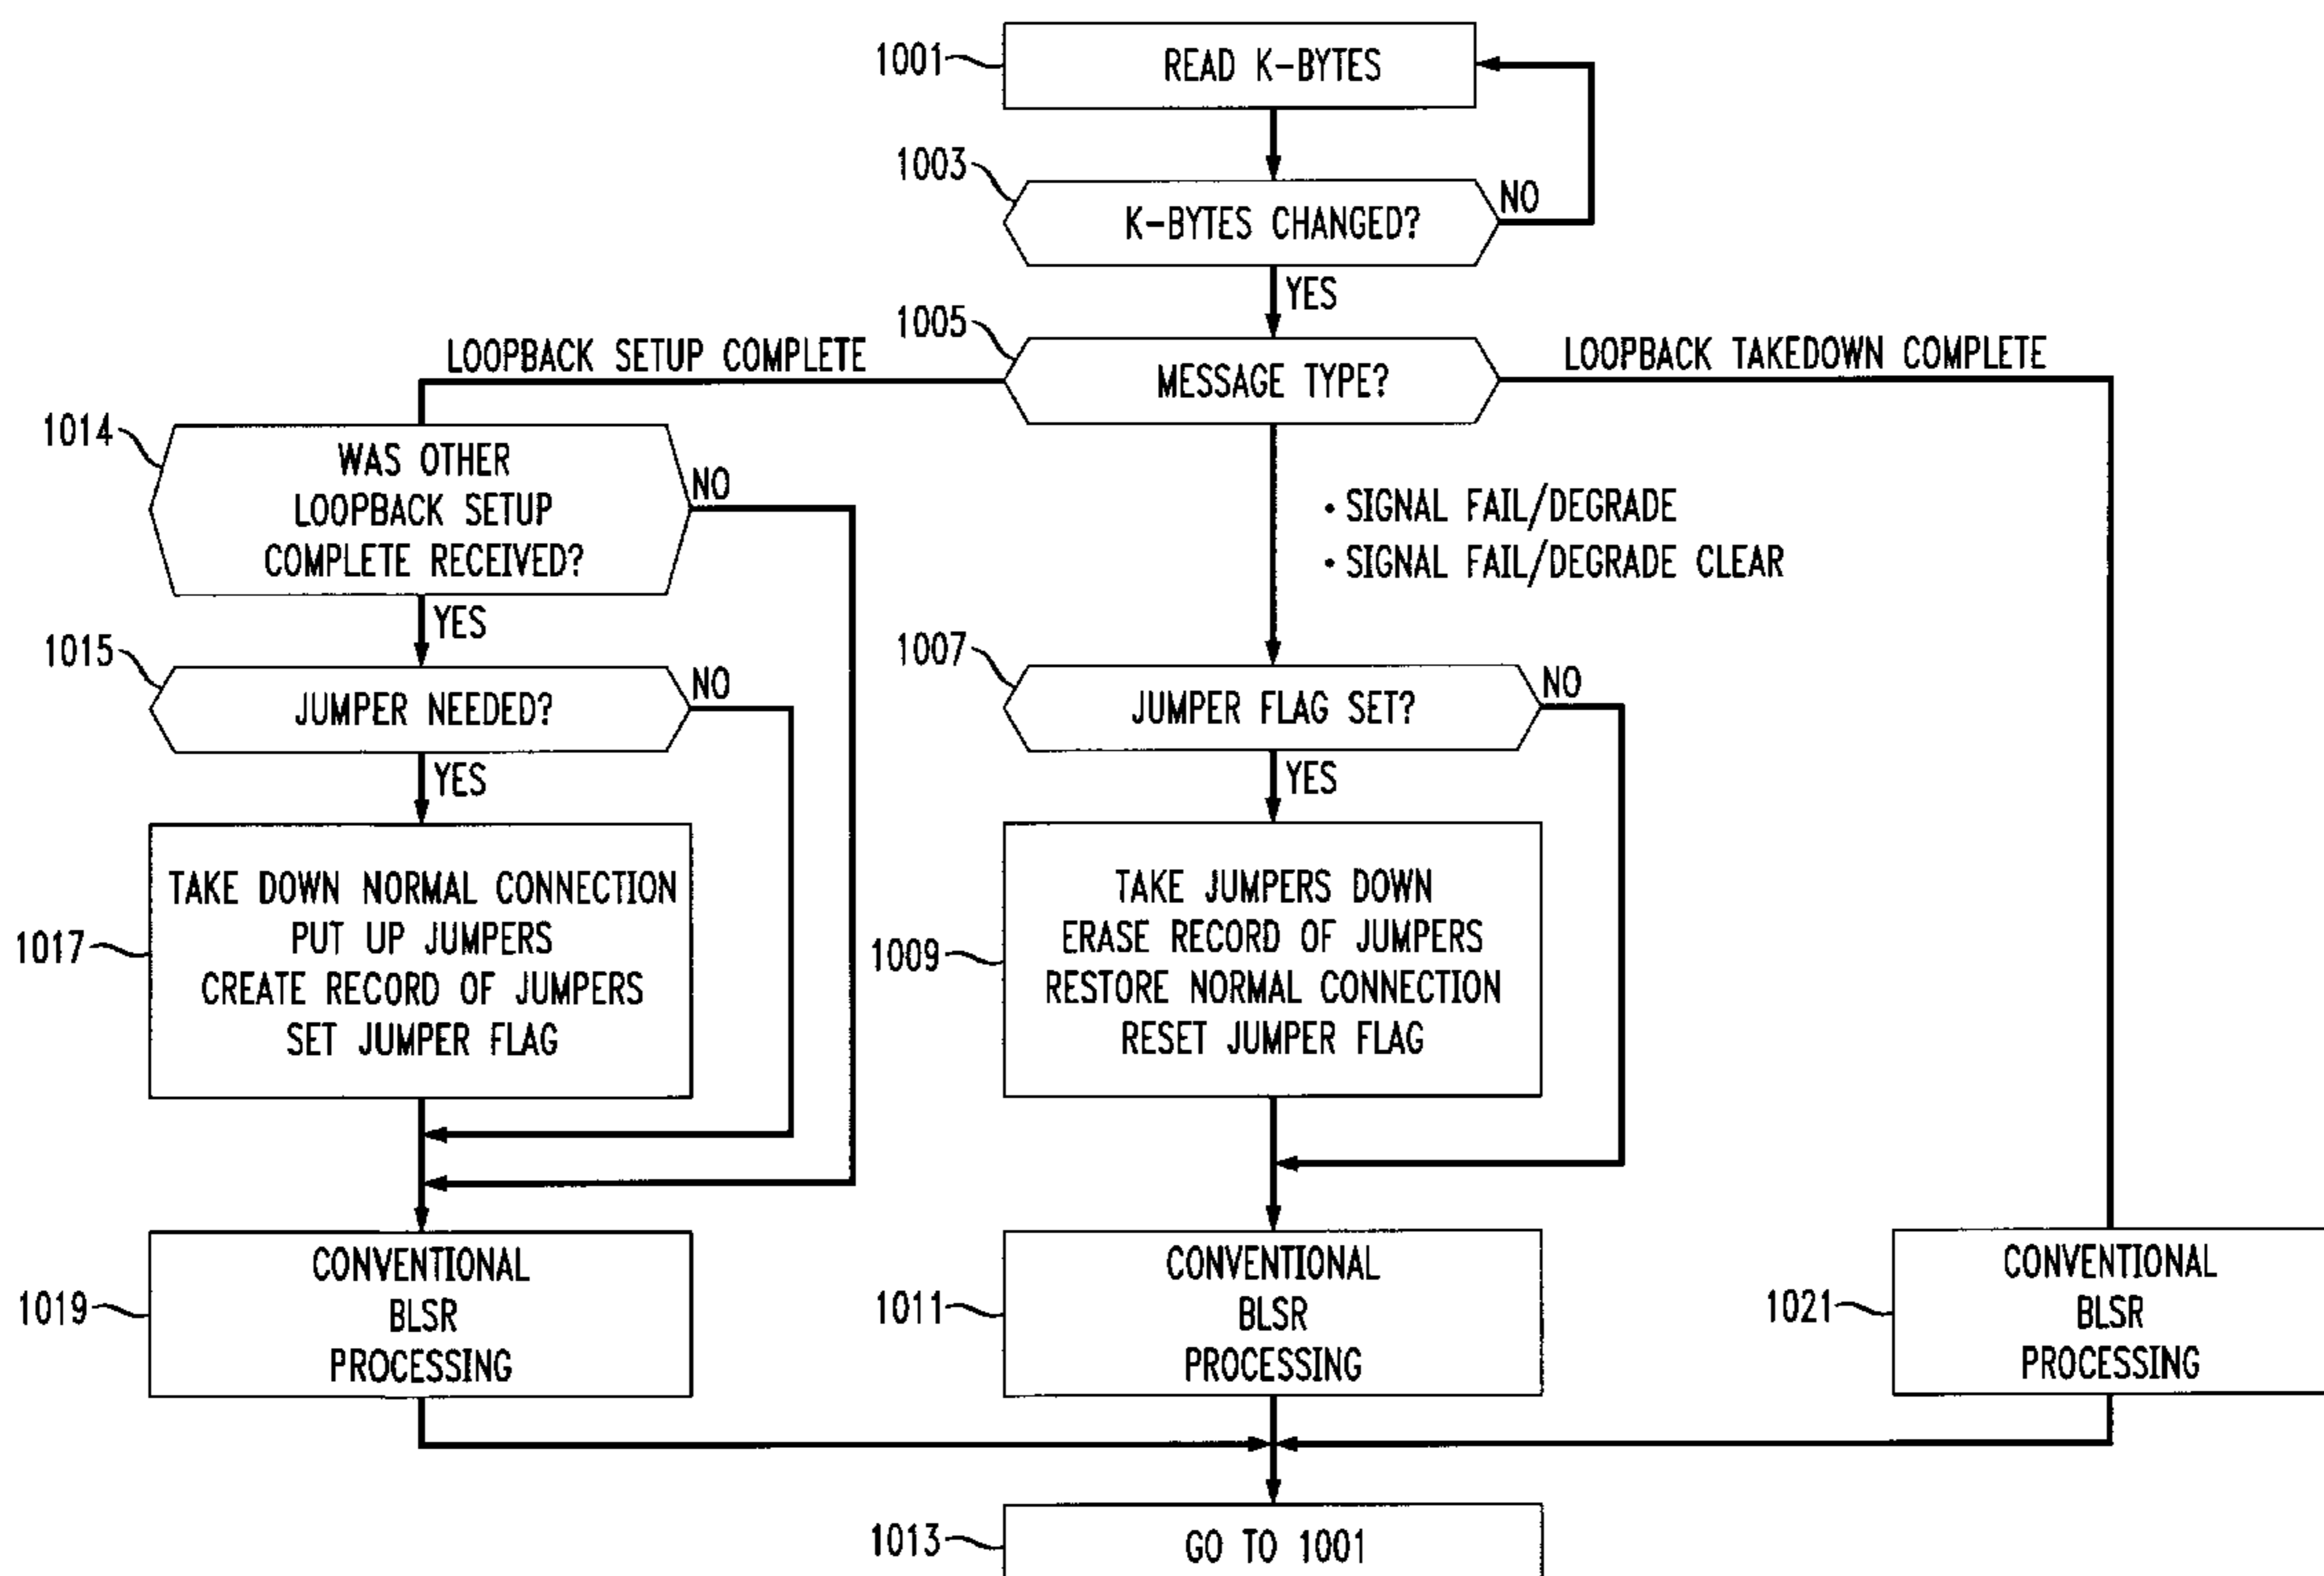 1001
READ K-BYTES
1003
K-BYTES CHANGED?
NO
YES
1005
MESSAGE TYPE?
LOOPBACK SETUP COMPLETE
LOOPBACK TAKEDOWN COMPLETE
1014
WAS OTHER
LOOPBACK SETUP
COMPLETE RECEIVED?
NO
YES
• SIGNAL FAIL/DEGRADE
• SIGNAL FAIL/DEGRADE CLEAR
1015
JUMPER NEEDED?
NO
YES
1007
JUMPER FLAG SET?
NO
YES
1017
TAKE DOWN NORMAL CONNECTION
PUT UP JUMPERS
CREATE RECORD OF JUMPERS
SET JUMPER FLAG
1009
TAKE JUMPERS DOWN
ERASE RECORD OF JUMPERS
RESTORE NORMAL CONNECTION
RESET JUMPER FLAG
1019
CONVENTIONAL
BLSR
PROCESSING
1011
CONVENTIONAL
BLSR
PROCESSING
1021
CONVENTIONAL
BLSR
PROCESSING
1013
GO TO 1001